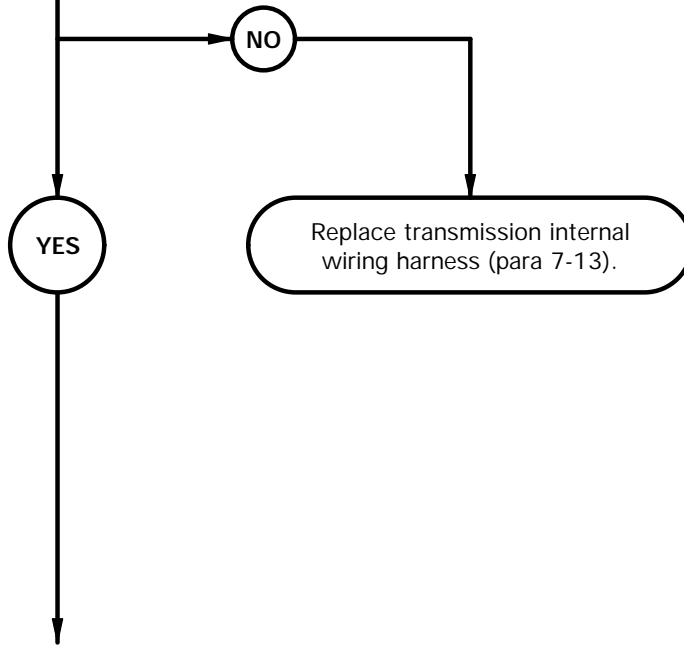 NO
YES
Replace transmission internal
wiring harness (para 7-13).